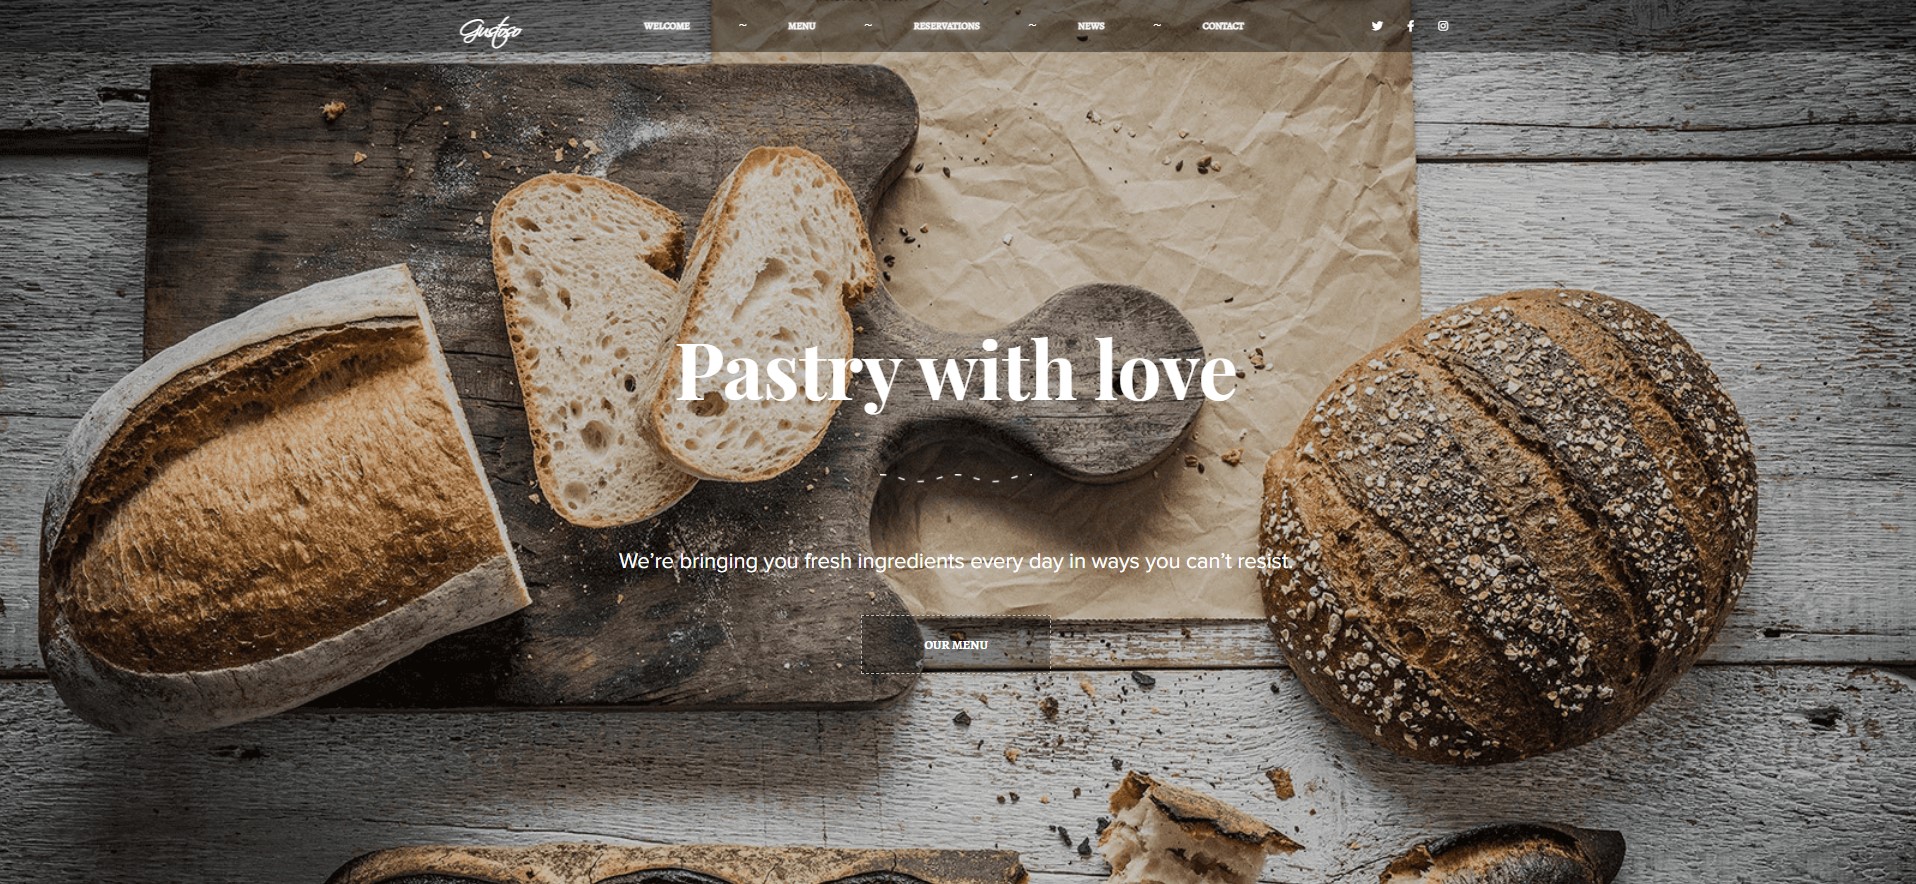 Gustoso
WELCOME ~ MENU ~ RESERVATIONS ~ NEWS ~ CONTACT
Pastry with love
We’re bringing you fresh ingredients every day in ways you can’t resist.
OUR MENU